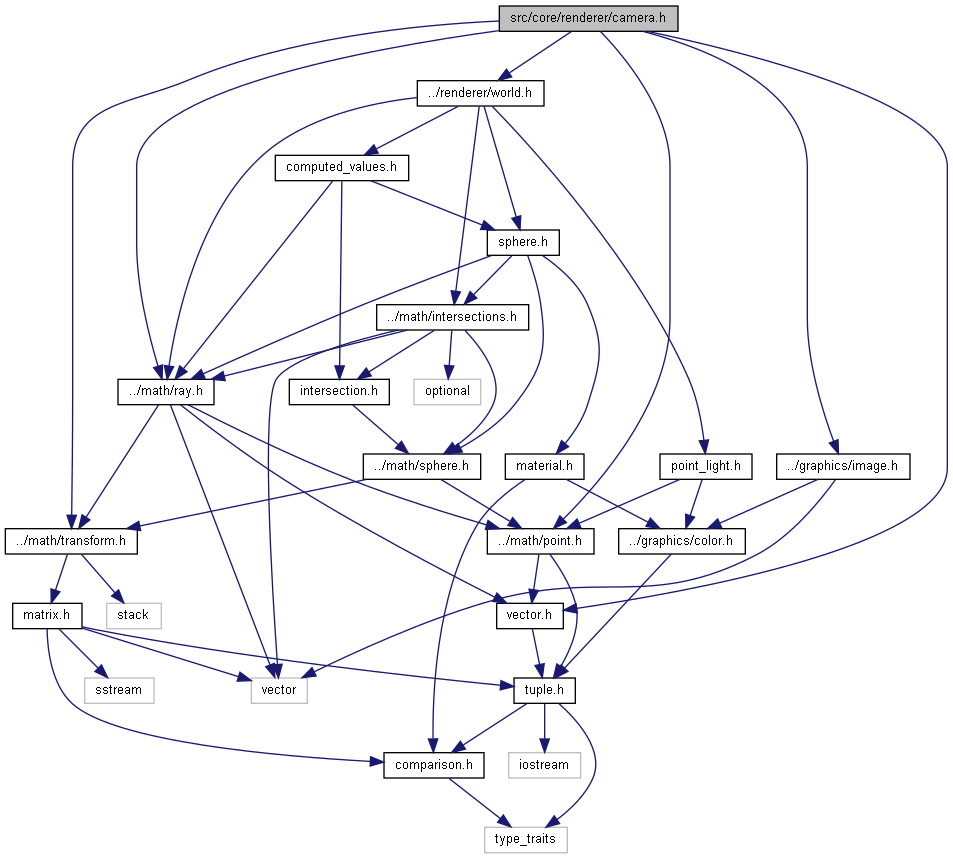 src/core/renderer/camera.h
../renderer/world.h
computed_values.h
sphere.h
../math/intersections.h
../math/ray.h
intersection.h
optional
../math/sphere.h
material.h
point_light.h
../graphics/image.h
../math/transform.h
../math/point.h
../graphics/color.h
matrix.h
stack
vector.h
sstream
vector
tuple.h
comparison.h
iostream
type_traits